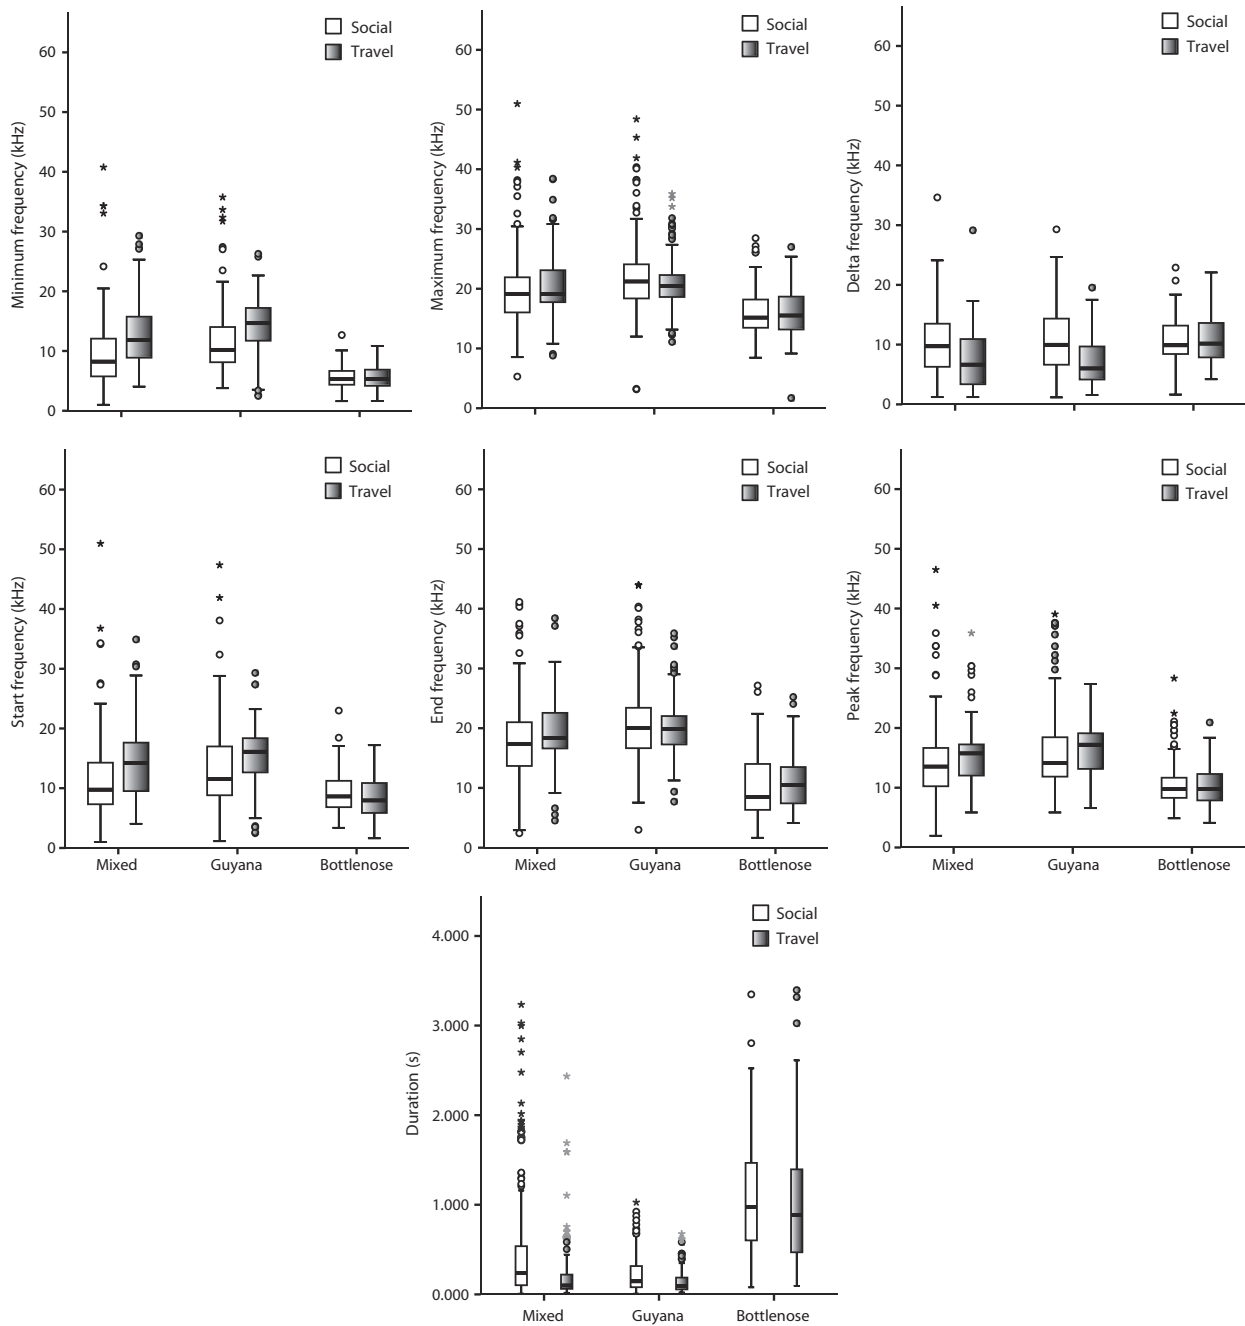 Social
Travel
Minimum frequency (kHz)
60
50
40
30
20
10
0
Social
Travel
Maximum frequency (kHz)
60
50
40
30
20
10
0
Social
Travel
Delta frequency (kHz)
60
50
40
30
20
10
0
Social
Travel
Start frequency (kHz)
60
50
40
30
20
10
0
Mixed Guyana Bottlenose
Social
Travel
End frequency (kHz)
60
50
40
30
20
10
0
Mixed Guyana Bottlenose
Social
Travel
Peak frequency (kHz)
60
50
40
30
20
10
0
Mixed Guyana Bottlenose
Social
Travel
Duration (s)
4.000
3.000
2.000
1.000
0.000
Mixed Guyana Bottlenose